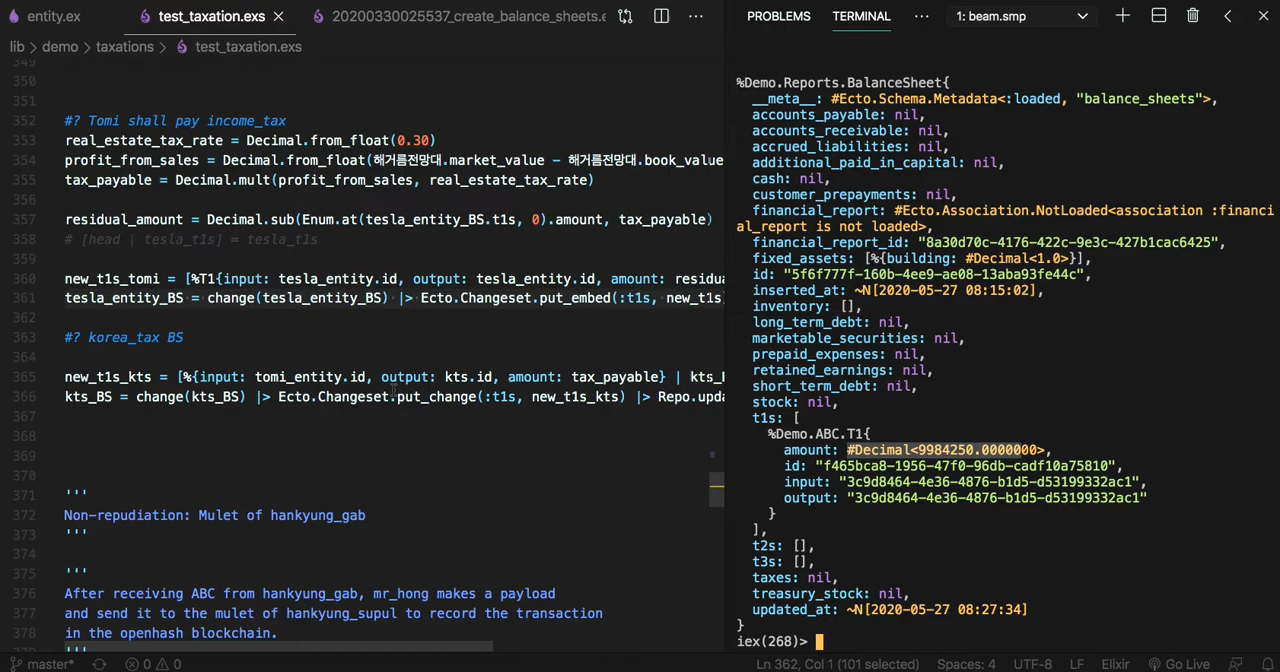 entity.ex
test_taxation.exs
20200330025537_create_balance_sheets.e
lib > demo > taxations > test_taxation.exs
349
350
351
352 #? Tomi shall pay income_tax
353 real_estate_tax_rate = Decimal.from_float(0.30)
354 profit_from_sales = Decimal.from_float(해거름전망대.market_value - 해거름전망대.book_value
355 tax_payable = Decimal.mult(profit_from_sales, real_estate_tax_rate)
356
357 residual_amount = Decimal.sub(Enum.at(tesla_entity_BS.t1s, 0).amount, tax_payable)
358 # [head | tesla_t1s] = tesla_t1s
359
360 new_t1s_tomi = [%T1{input: tesla_entity.id, output: tesla_entity.id, amount: residua
361 tesla_entity_BS = change(tesla_entity_BS) |> Ecto.Changeset.put_embed(:t1s, new_t1s
362
363 #? korea_tax BS
364
365 new_t1s_kts = [%{input: tomi_entity.id, output: kts.id, amount: tax_payable} | kts_B
366 kts_BS = change(kts_BS) |> Ecto.Changeset.put_change(:t1s, new_t1s_kts) |> Repo.upda
367
368
369
370
371 '''
372 Non-repudiation: Mulet of hankyung_gab
373 '''
374
375 '''
376 After receiving ABC from hankyung_gab, mr_hong makes a payload
377 and send it to the mulet of hankyung_supul to record the transaction
378 in the openhash blockchain.
'''
PROBLEMS TERMINAL ... 1: beam.smp
%Demo.Reports.BalanceSheet{
__meta__: #Ecto.Schema.Metadata<:loaded, "balance_sheets">,
accounts_payable: nil,
accounts_receivable: nil,
accrued_liabilities: nil,
additional_paid_in_capital: nil,
cash: nil,
customer_prepayments: nil,
financial_report: #Ecto.Association.NotLoaded<association :financi
al_report is not loaded>,
financial_report_id: "8a30d70c-4176-422c-9e3c-427b1cac6425",
fixed_assets: [%{building: #Decimal<1.0>}],
id: "5f6f777f-160b-4ee9-ae08-13aba93fe44c",
inserted_at: ~N[2020-05-27 08:15:02],
inventory: [],
long_term_debt: nil,
marketable_securities: nil,
prepaid_expenses: nil,
retained_earnings: nil,
short_term_debt: nil,
stock: nil,
t1s: [
%Demo.ABC.T1{
amount: #Decimal<9984250.0000000>,
id: "f465bca8-1956-47f0-96db-cadf10a75810",
input: "3c9d8464-4e36-4876-b1d5-d53199332ac1",
output: "3c9d8464-4e36-4876-b1d5-d53199332ac1"
}
],
t2s: [],
t3s: [],
taxes: nil,
treasury_stock: nil,
updated_at: ~N[2020-05-27 08:27:34]
}
iex(268)>
master* 0 0 Ln 362, Col 1 (101 selected) Spaces: 4 UTF-8 LF Elixir Go Live